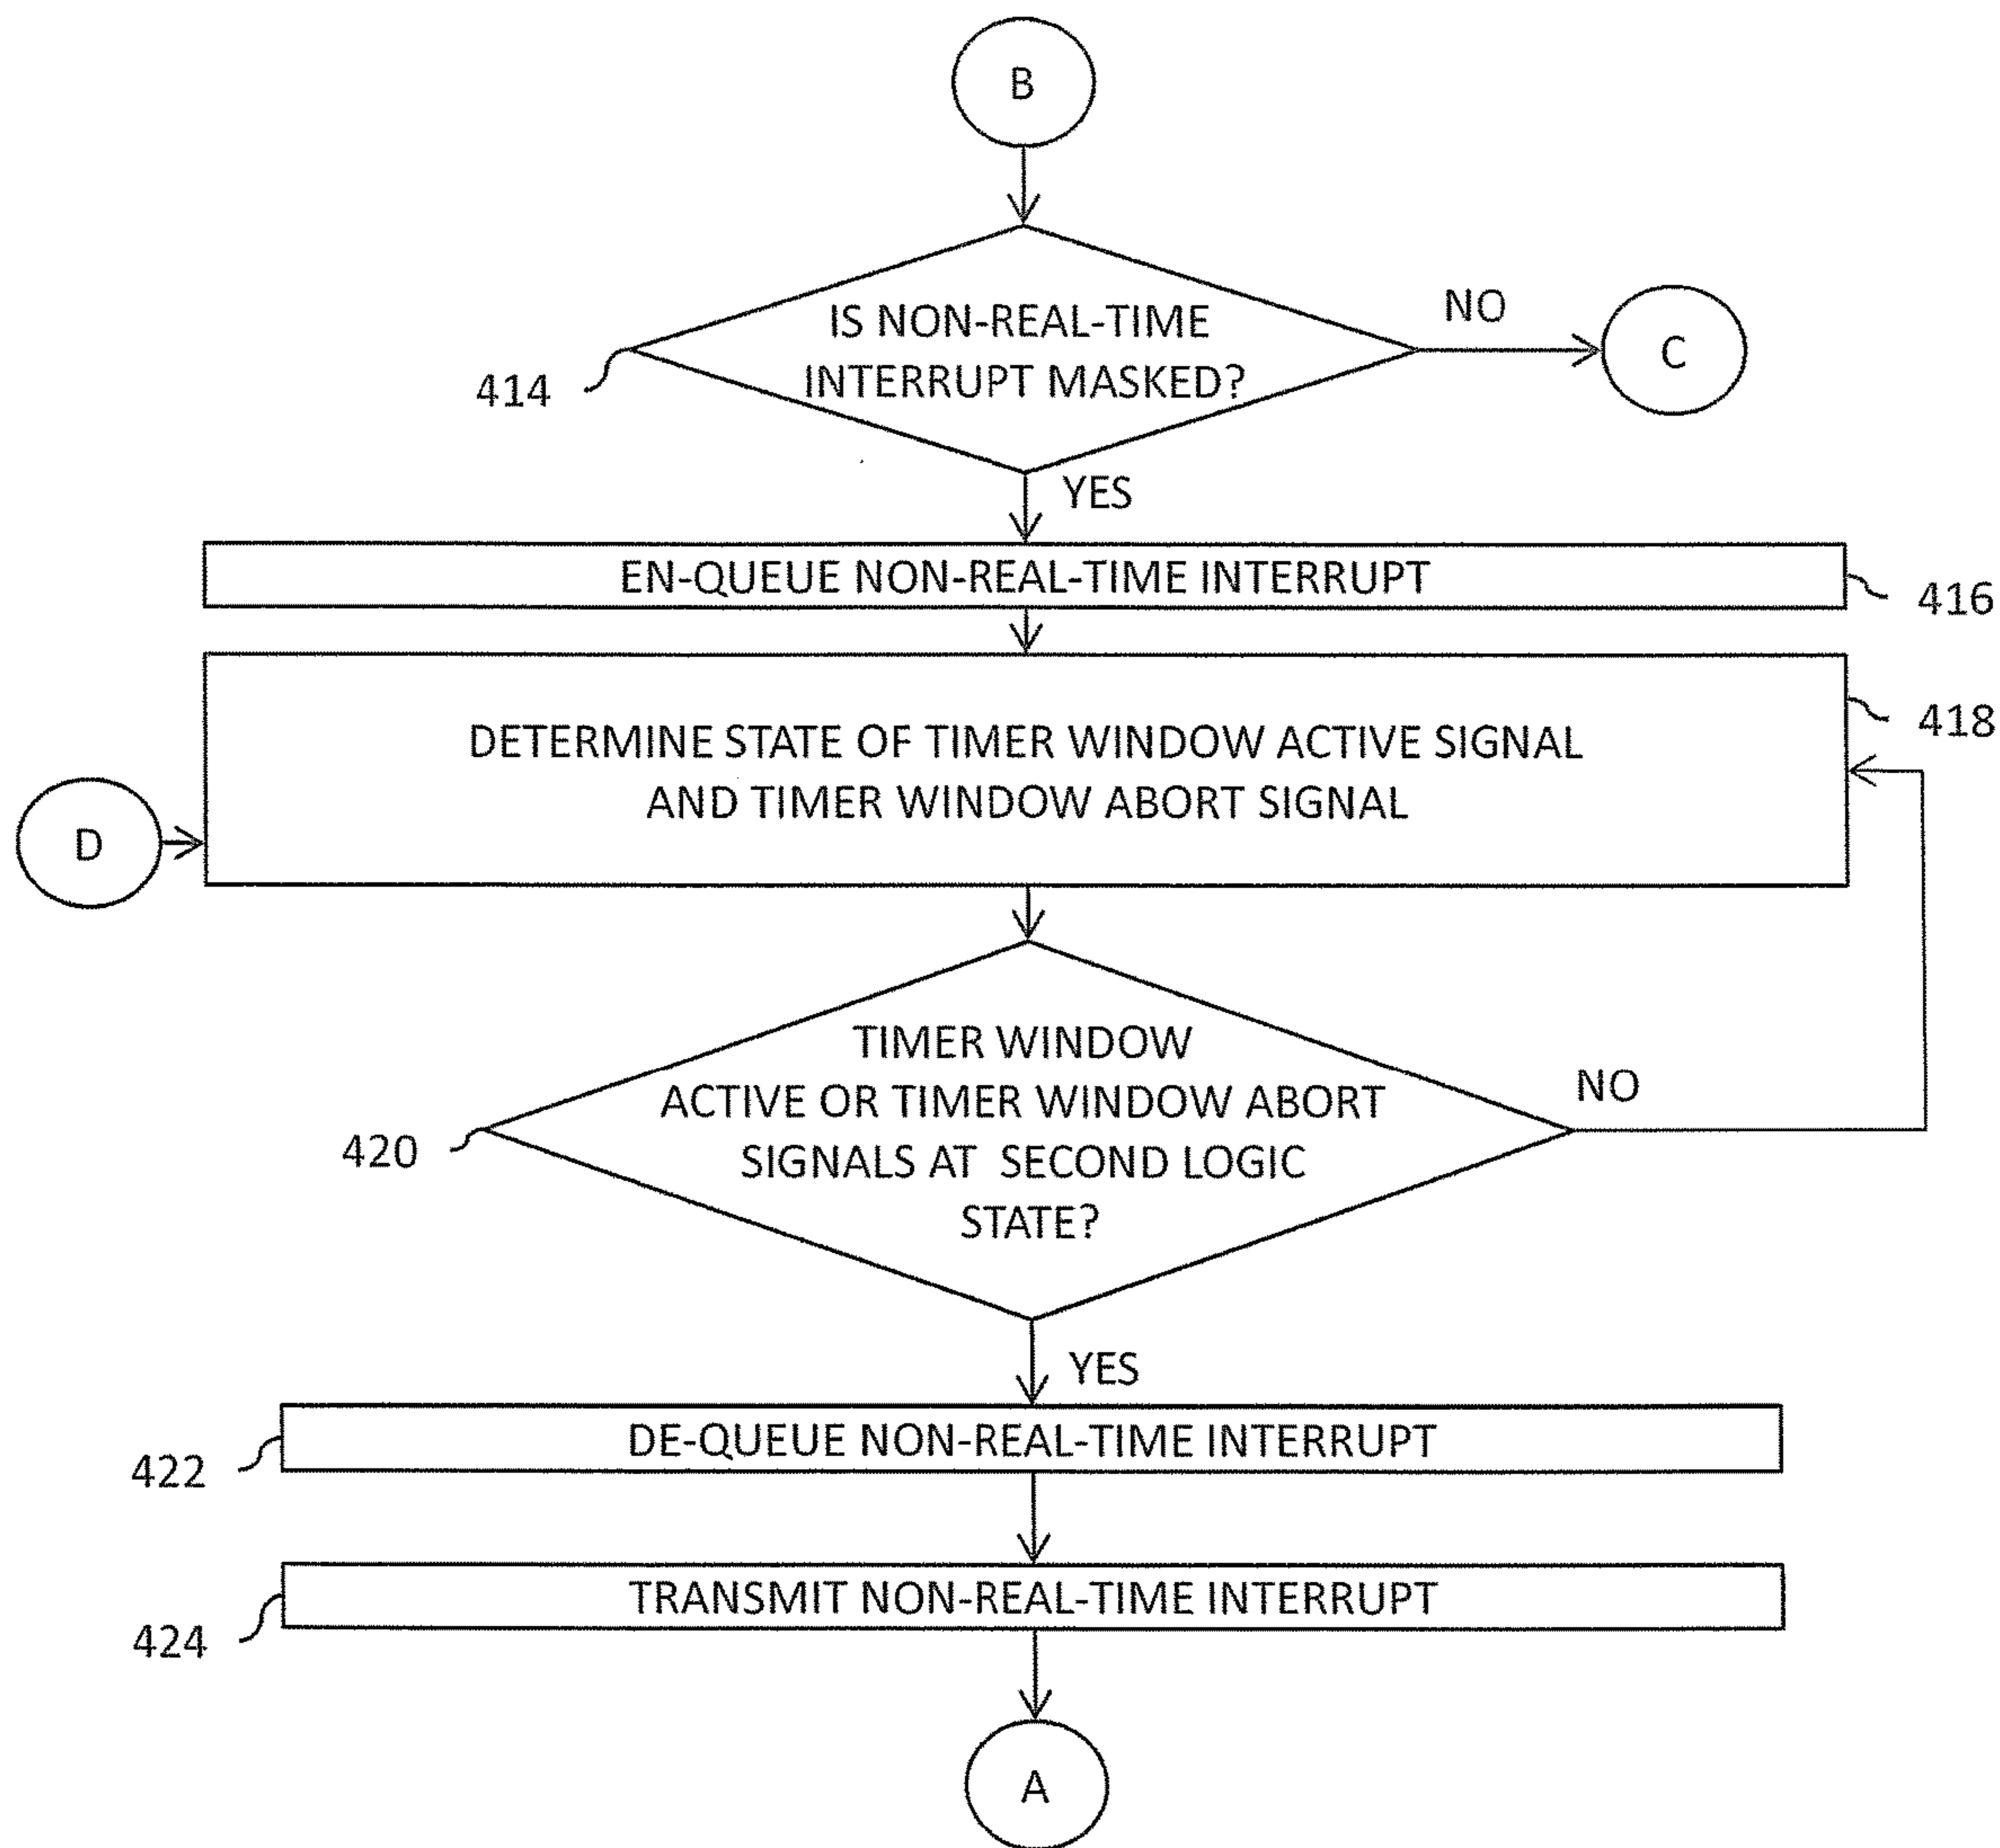 B
IS NON-REAL-TIME
INTERRUPT MASKED?
NO
C
414
YES
EN-QUEUE NON-REAL-TIME INTERRUPT
416
DETERMINE STATE OF TIMER WINDOW ACTIVE SIGNAL
AND TIMER WINDOW ABORT SIGNAL
418
D
TIMER WINDOW
ACTIVE OR TIMER WINDOW ABORT
SIGNALS AT SECOND LOGIC
STATE?
NO
420
YES
DE-QUEUE NON-REAL-TIME INTERRUPT
422
TRANSMIT NON-REAL-TIME INTERRUPT
424
A